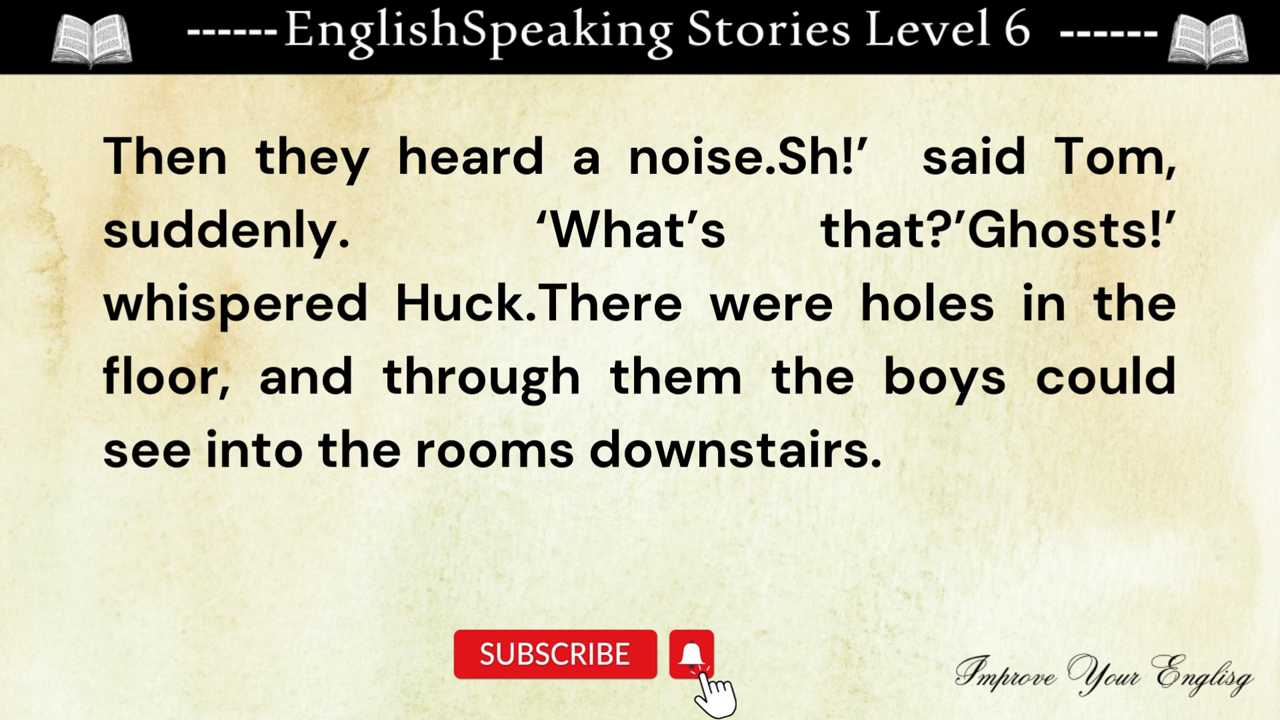 ------EnglishSpeaking Stories Level 6 ------
Then they heard a noise.Sh!’ said Tom,
suddenly. ‘What’s that?’Ghosts!’
whispered Huck.There were holes in the
floor, and through them the boys could
see into the rooms downstairs.
SUBSCRIBE
Improve Your Englisg